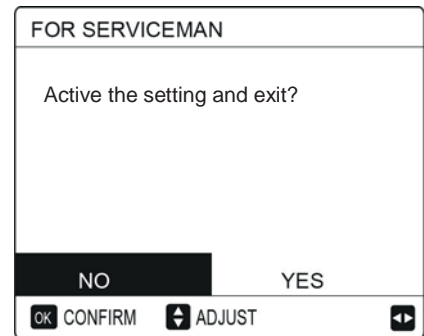 FOR SERVICEMAN
Active the setting and exit?
NO YES
OK CONFIRM ADJUST